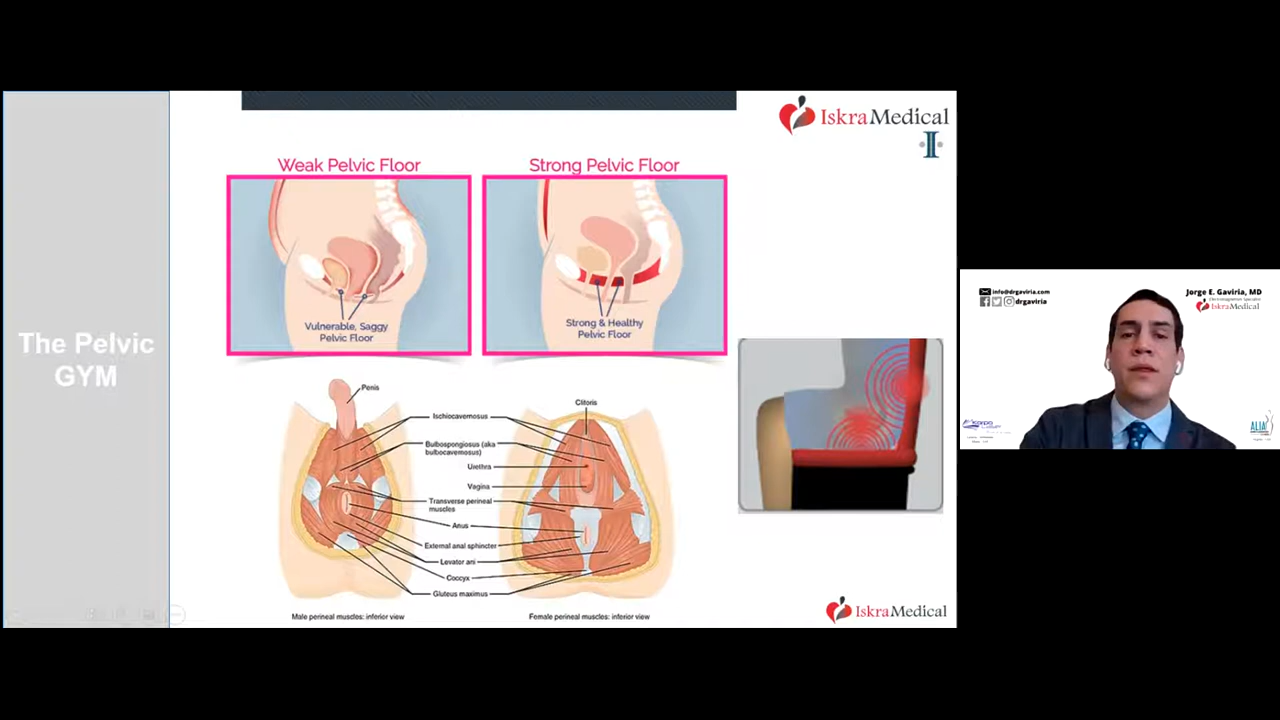 The Pelvic
GYM
IskraMedical
Weak Pelvic Floor
Strong Pelvic Floor
Vulnerable, Saggy
Pelvic Floor
Strong & Healthy
Pelvic Floor
Penis
Clitoris
Ischiocavernosus
Bulbospongiosus (aka
bulbocavernosus)
Urethra
Vagina
Transverse perineal
muscles
Anus
External anal sphincter
Levator ani
Coccyx
Gluteus maximus
Male perineal muscles: inferior view
Female perineal muscles: inferior view
IskraMedical
info@drgaviria.com
drgaviria
Jorge E. Gaviria, MD
IskraMedical